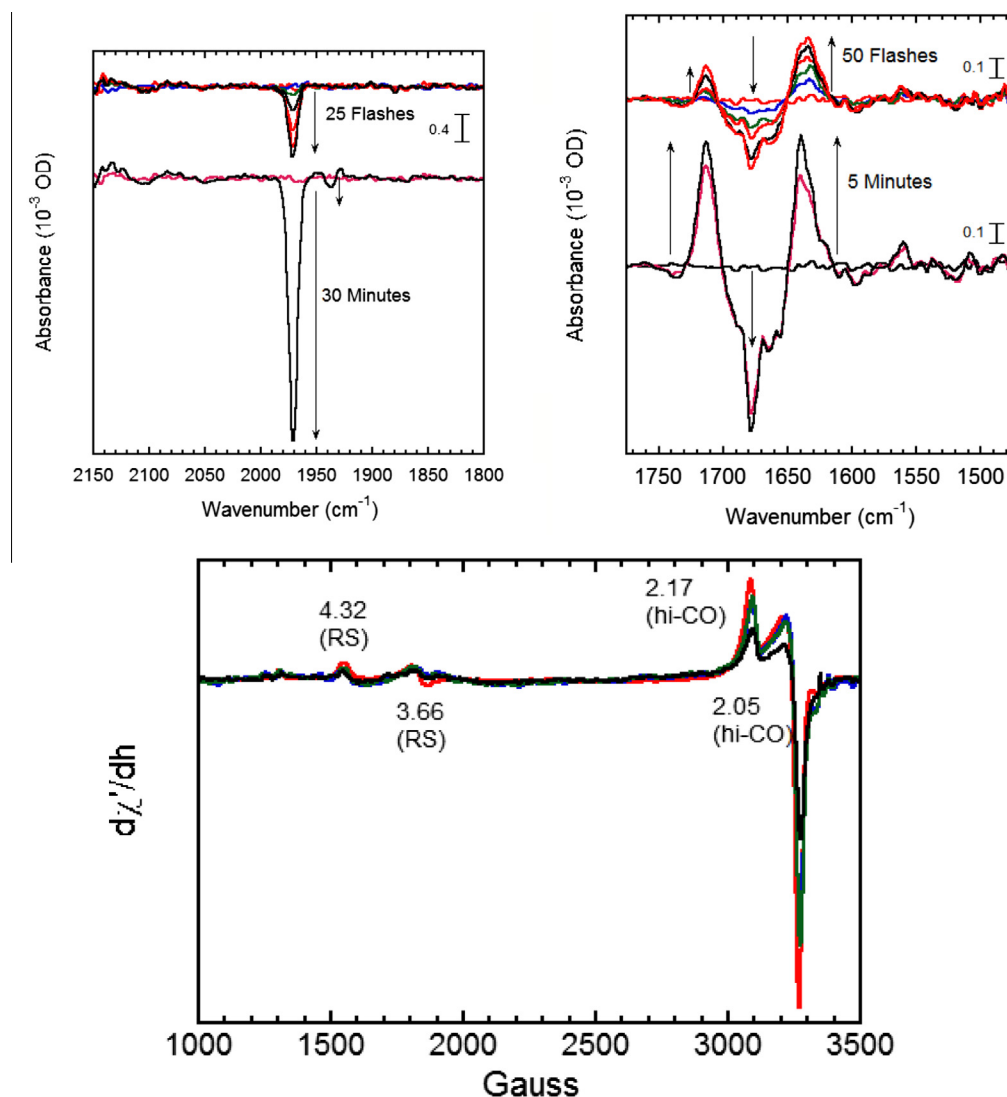 25 Flashes
0.4
30 Minutes
Absorbance (10⁻³ OD)
2150 2100 2050 2000 1950 1900 1850 1800
Wavenumber (cm⁻¹)
50 Flashes
0.1
5 Minutes
0.1
Absorbance (10⁻³ OD)
1750 1700 1650 1600 1550 1500
Wavenumber (cm⁻¹)
4.32
(RS)
3.66
(RS)
2.17
(hi-CO)
2.05
(hi-CO)
dχ'/dh
1000 1500 2000 2500 3000 3500
Gauss